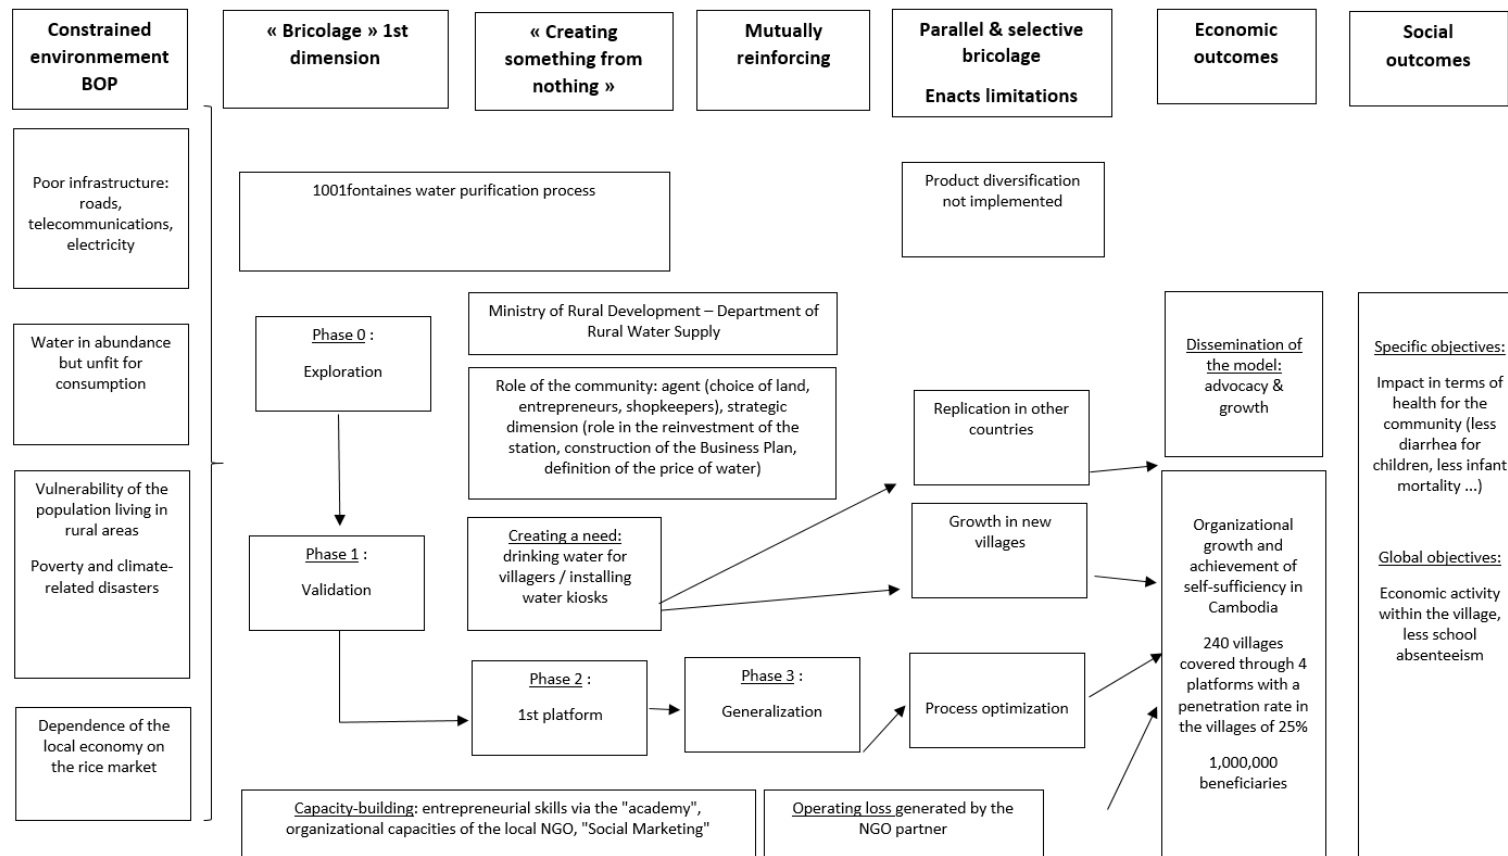 Constrained
environnement
BOP
« Bricolage » 1st
dimension
« Creating
something from
nothing »
Mutually
reinforcing
Parallel & selective
bricolage
Enacts limitations
Economic
outcomes
Social
outcomes
Poor infrastructure:
roads,
telecommunications,
electricity
1001fontaines water purification process
Product diversification
not implemented
Water in abundance
but unfit for
consumption
Phase 0 :
Exploration
Ministry of Rural Development – Department of
Rural Water Supply
Role of the community: agent (choice of land,
entrepreneurs, shopkeepers), strategic
dimension (role in the reinvestment of the
station, construction of the Business Plan,
definition of the price of water)
Replication in other
countries
Dissemination of
the model:
advocacy &
growth
Specific objectives:
Impact in terms of
health for the
community (less
diarrhea for
children, less infant
mortality ...)
Global objectives:
Economic activity
within the village,
less school
absenteeism
Vulnerability of the
population living in
rural areas
Poverty and climate-
related disasters
Phase 1 :
Validation
Creating a need:
drinking water for
villagers / installing
water kiosks
Growth in new
villages
Organizational
growth and
achievement of
self-sufficiency in
Cambodia
240 villages
covered through 4
platforms with a
penetration rate in
the villages of 25%
1,000,000
beneficiaries
Phase 2 :
1st platform
Phase 3 :
Generalization
Process optimization
Dependence of the
local economy on
the rice market
Capacity-building: entrepreneurial skills via the "academy",
organizational capacities of the local NGO, "Social Marketing"
Operating loss generated by the
NGO partner